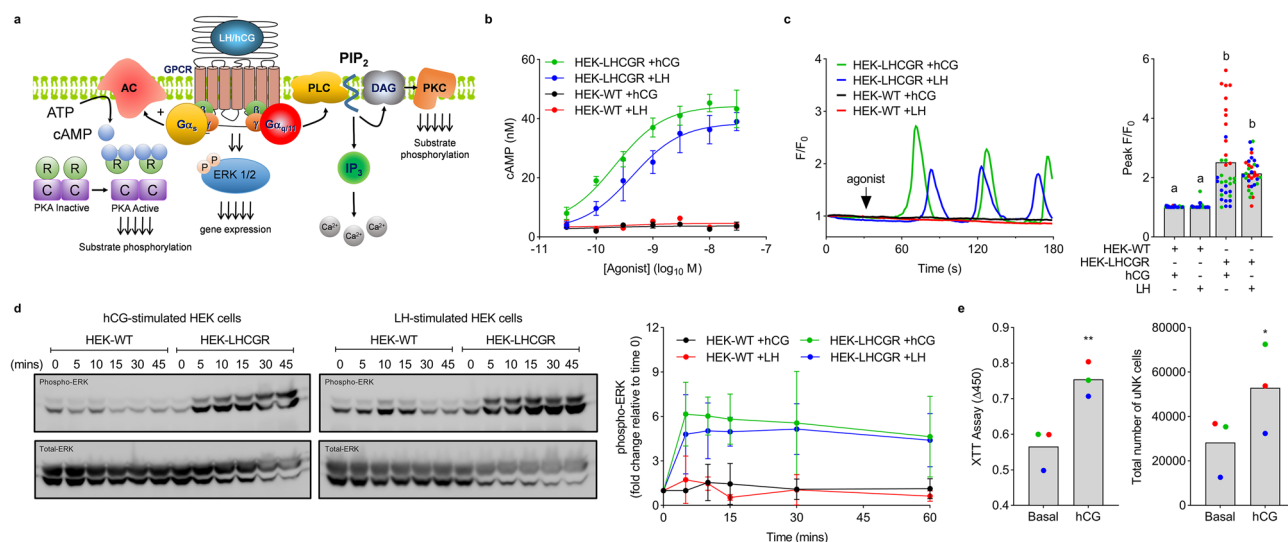 a
LH/hCG
GPCR
AC
PLC
PIP2
DAG
PKC
ATP
cAMP
+
Gαs
β
γ
β
γ
Gαq/11
R R
C C
PKA Inactive
R R
C C
PKA Active
Substrate phosphorylation
P
P
ERK 1/2
gene expression
IP3
Ca2+
Ca2+
Ca2+
Substrate
phosphorylation
b
HEK-LHCGR +hCG
HEK-LHCGR +LH
HEK-WT +hCG
HEK-WT +LH
cAMP (nM)
60
40
20
0
-11 -10 -9 -8 -7
[Agonist] (log10 M)
c
HEK-LHCGR +hCG
HEK-LHCGR +LH
HEK-WT +hCG
HEK-WT +LH
F/F0
4
3
2
1
agonist
0 60 120 180
Time (s)
Peak F/F0
6
5
4
3
2
1
0
a a b b
HEK-WT + + - -
HEK-LHCGR - - + +
hCG + - + -
LH - + - +
d
hCG-stimulated HEK cells
HEK-WT HEK-LHCGR
(mins) 0 5 10 15 30 45 0 5 10 15 30 45
Phospho-ERK
Total-ERK
LH-stimulated HEK cells
HEK-WT HEK-LHCGR
0 5 10 15 30 45 0 5 10 15 30 45
Phospho-ERK
Total-ERK
phospho-ERK
(fold change relative to time 0)
12
9
6
3
0
HEK-WT +hCG
HEK-WT +LH
HEK-LHCGR +hCG
HEK-LHCGR +LH
0 15 30 45 60
Time (mins)
e
XTT Assay (Δ450)
0.9
0.8
0.7
0.6
0.5
0.4
**
Basal hCG
Total number of uNK cells
80000
60000
40000
20000
0
*
Basal hCG